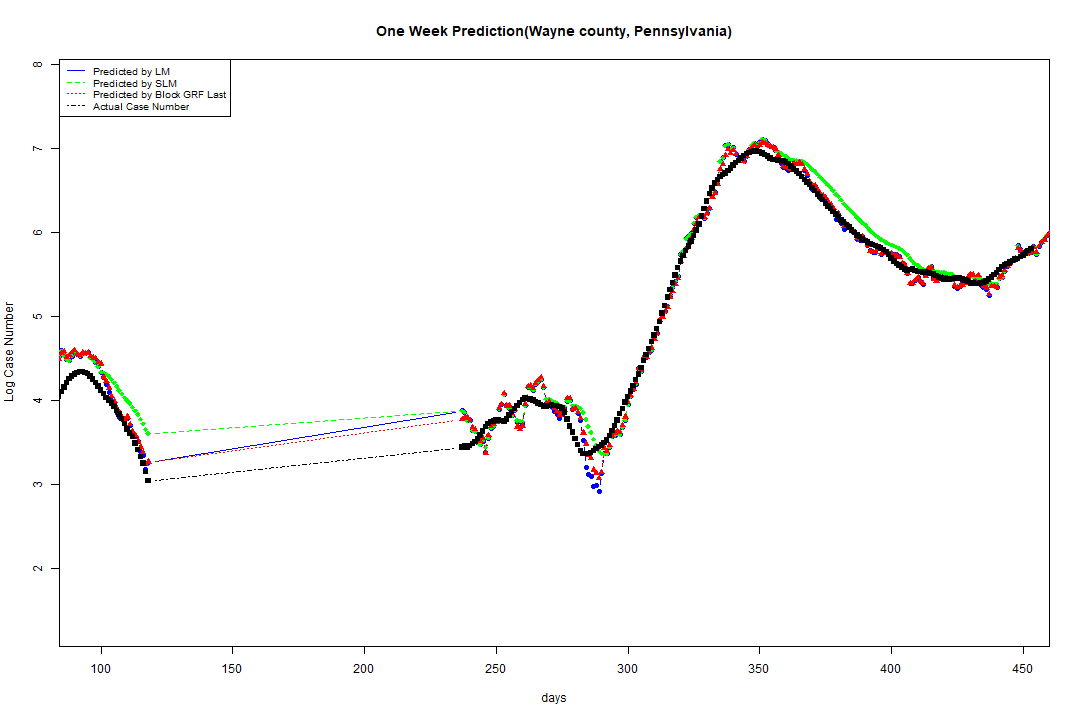 One Week Prediction(Wayne county, Pennsylvania)
Predicted by LM
Predicted by SLM
Predicted by Block GRF Last
Actual Case Number
8
7
6
5
4
3
2
Log Case Number
100 150 200 250 300 350 400 450
days